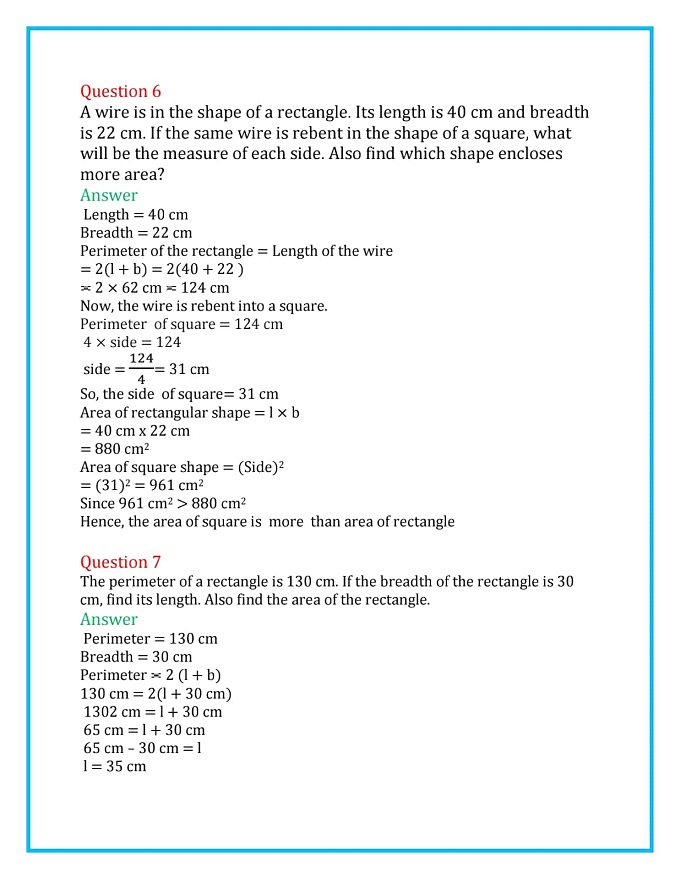 Question 6
A wire is in the shape of a rectangle. Its length is 40 cm and breadth
is 22 cm. If the same wire is rebent in the shape of a square, what
will be the measure of each side. Also find which shape encloses
more area?
Answer
Length = 40 cm
Breadth = 22 cm
Perimeter of the rectangle = Length of the wire
= 2(l + b) = 2(40 + 22 )
≍ 2 × 62 cm ≍ 124 cm
Now, the wire is rebent into a square.
Perimeter of square = 124 cm
4 × side = 124
side = 124/4 = 31 cm
So, the side of square= 31 cm
Area of rectangular shape = l × b
= 40 cm x 22 cm
= 880 cm²
Area of square shape = (Side)²
= (31)² = 961 cm²
Since 961 cm² > 880 cm²
Hence, the area of square is more than area of rectangle
Question 7
The perimeter of a rectangle is 130 cm. If the breadth of the rectangle is 30
cm, find its length. Also find the area of the rectangle.
Answer
Perimeter = 130 cm
Breadth = 30 cm
Perimeter ≍ 2 (l + b)
130 cm = 2(l + 30 cm)
1302 cm = l + 30 cm
65 cm = l + 30 cm
65 cm – 30 cm = l
l = 35 cm